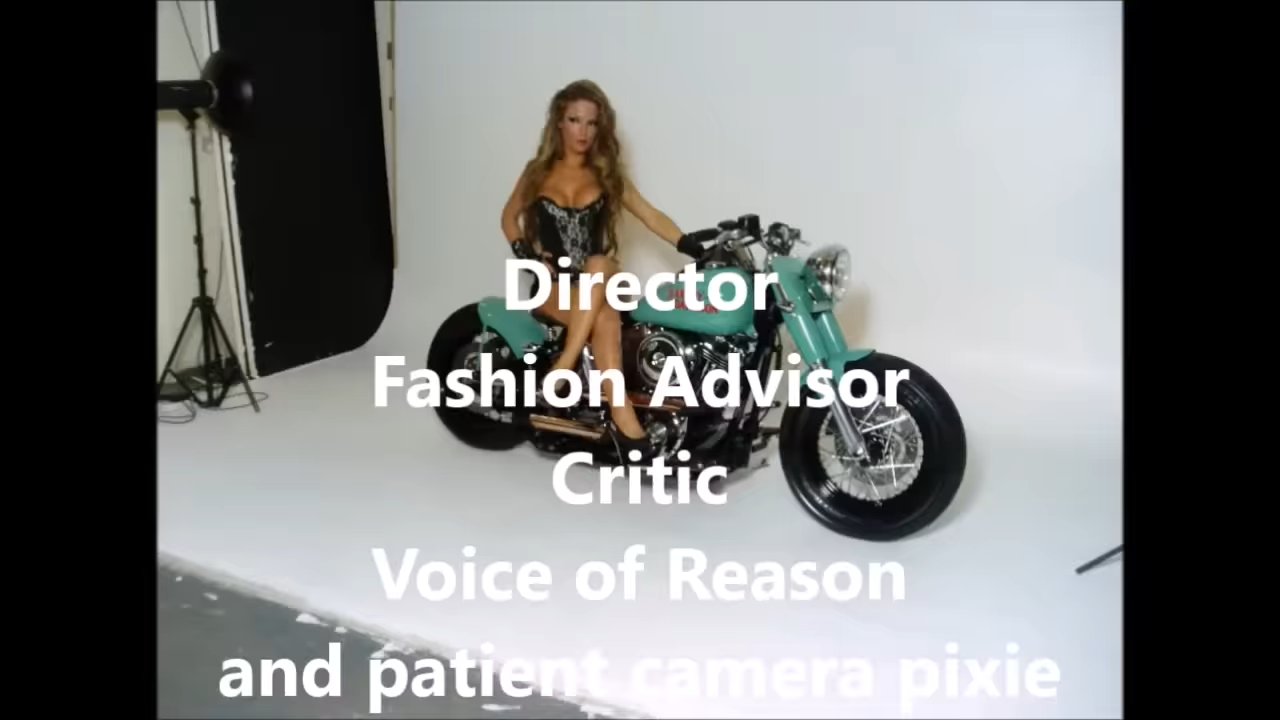 Director
Fashion Advisor
Critic
Voice of Reason
and patient camera pixie